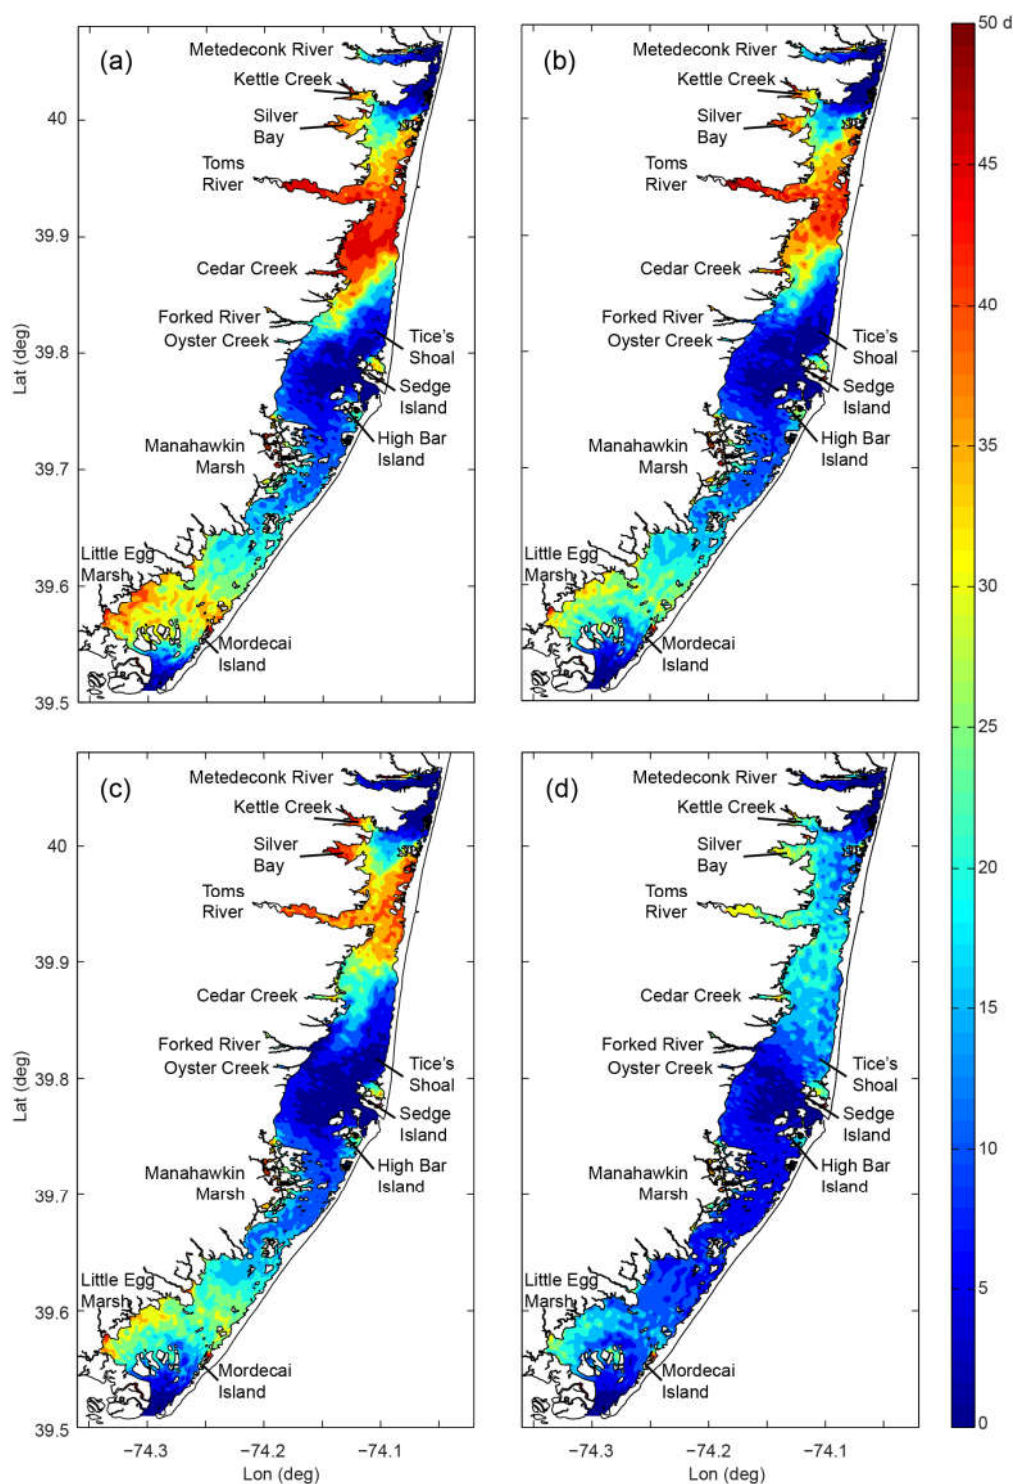 (a)
Metedeconk River
Kettle Creek
Silver
Bay
Toms
River
Cedar Creek
Forked River
Oyster Creek
Tice's
Shoal
Sedge
Island
High Bar
Island
Manahawkin
Marsh
Little Egg
Marsh
Mordecai
Island
40
39.9
39.8
39.7
39.6
39.5
Lat (deg)
(b)
Metedeconk River
Kettle Creek
Silver
Bay
Toms
River
Cedar Creek
Forked River
Oyster Creek
Tice's
Shoal
Sedge
Island
High Bar
Island
Manahawkin
Marsh
Little Egg
Marsh
Mordecai
Island
50 d
45
40
35
30
25
20
15
10
5
0
(c)
Metedeconk River
Kettle Creek
Silver
Bay
Toms
River
Cedar Creek
Forked River
Oyster Creek
Tice's
Shoal
Sedge
Island
High Bar
Island
Manahawkin
Marsh
Little Egg
Marsh
Mordecai
Island
40
39.9
39.8
39.7
39.6
39.5
Lat (deg)
−74.3
−74.2
−74.1
Lon (deg)
(d)
Metedeconk River
Kettle Creek
Silver
Bay
Toms
River
Cedar Creek
Forked River
Oyster Creek
Tice's
Shoal
Sedge
Island
High Bar
Island
Manahawkin
Marsh
Little Egg
Marsh
Mordecai
Island
−74.3
−74.2
−74.1
Lon (deg)